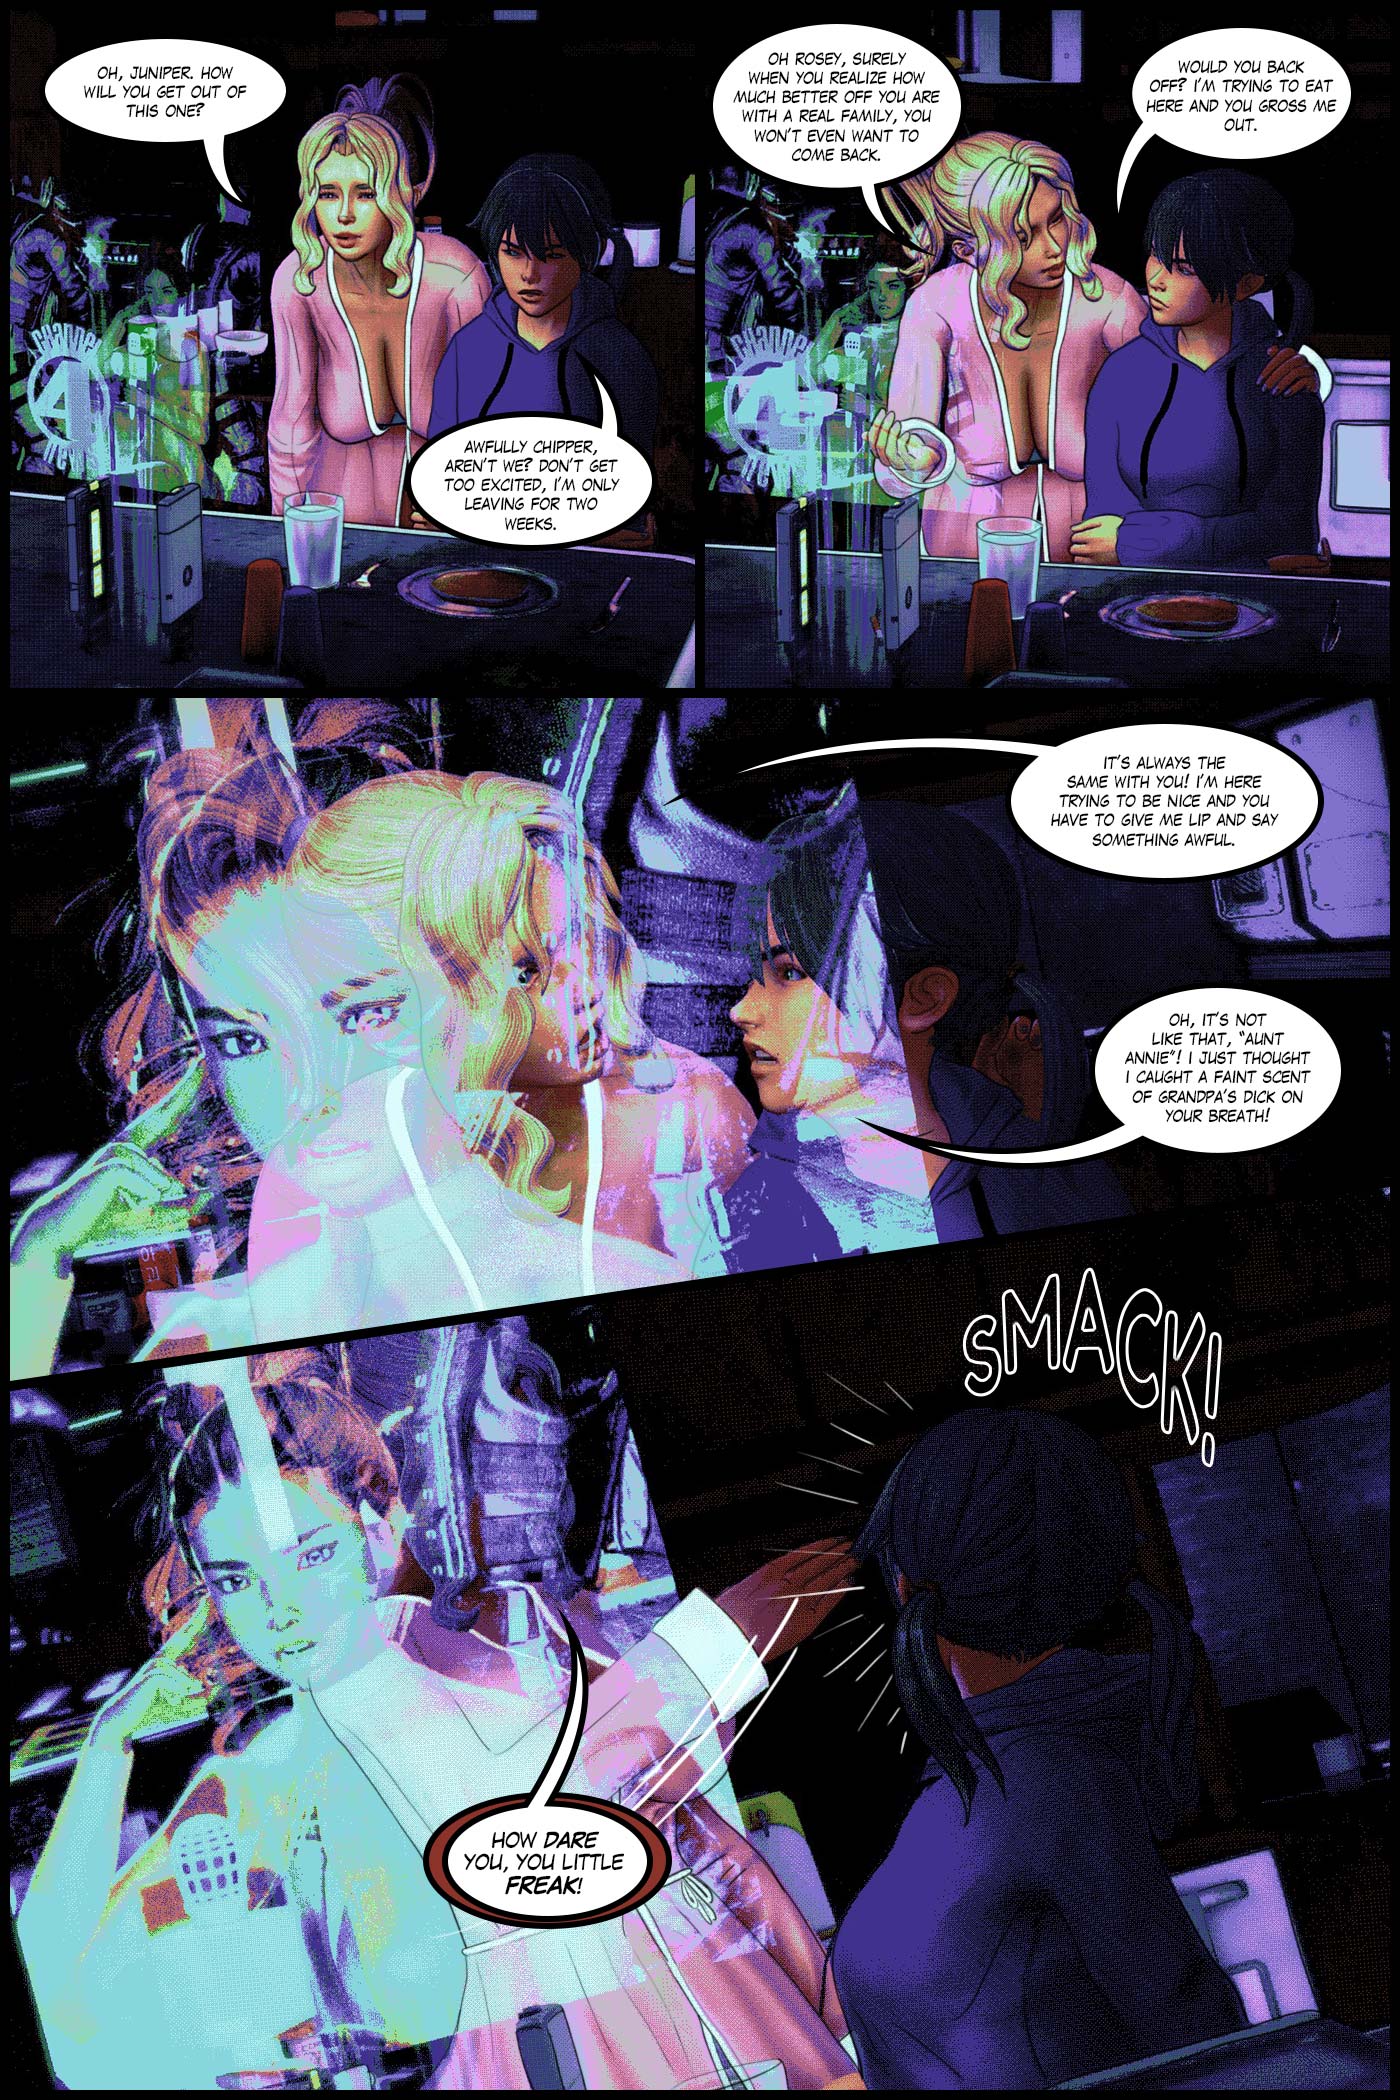 OH, JUNIPER. HOW
WILL YOU GET OUT OF
THIS ONE?
AWFULLY CHIPPER,
AREN'T WE? DON'T GET
TOO EXCITED, I'M ONLY
LEAVING FOR TWO
WEEKS.
OH ROSEY, SURELY
WHEN YOU REALIZE HOW
MUCH BETTER OFF YOU ARE
WITH A REAL FAMILY, YOU
WON'T EVEN WANT TO
COME BACK.
WOULD YOU BACK
OFF? I'M TRYING TO EAT
HERE AND YOU GROSS ME
OUT.
IT'S ALWAYS THE
SAME WITH YOU! I'M HERE
TRYING TO BE NICE AND YOU
HAVE TO GIVE ME LIP AND SAY
SOMETHING AWFUL.
OH, IT'S NOT
LIKE THAT, "AUNT
ANNIE"! I JUST THOUGHT
I CAUGHT A FAINT SCENT
OF GRANDPA'S DICK ON
YOUR BREATH!
SMACK!
HOW DARE
YOU, YOU LITTLE
FREAK!